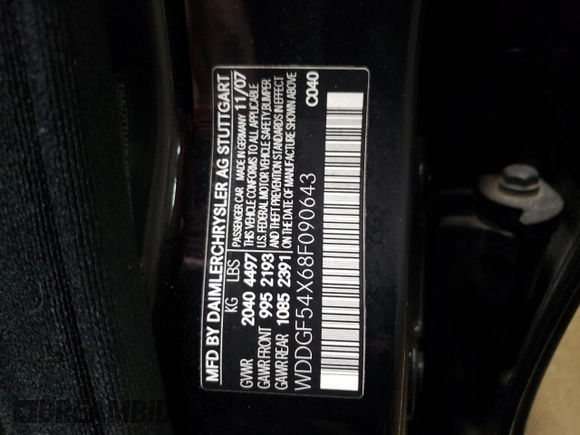 MFD BY DAIMLERCHRYSLER AG STUTTGART
KG LBS PASSENGER CAR MADE IN GERMANY 11/07
GVWR 2040 4497 THIS VEHICLE CONFORMS TO ALL APPLICABLE
GAWR FRONT 995 2193 U.S. FEDERAL MOTOR VEHICLE SAFETY/BUMPER
GAWR REAR 1085 2391 AND THEFT PREVENTION STANDARDS IN EFFECT
ON THE DATE OF MANUFACTURE SHOWN ABOVE
WDDGF54X68F090643 C040